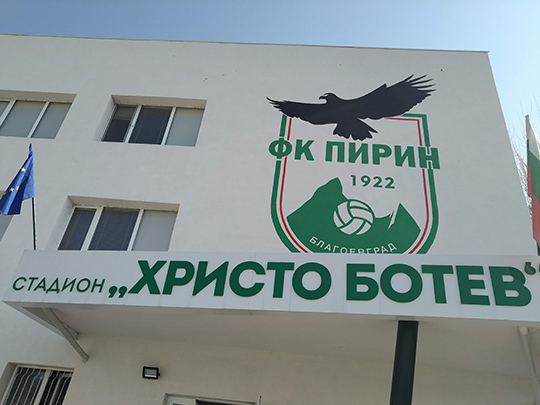 ФК ПИРИН
1922
БЛАГОЕВГРАД
СТАДИОН „ХРИСТО БОТЕВ“